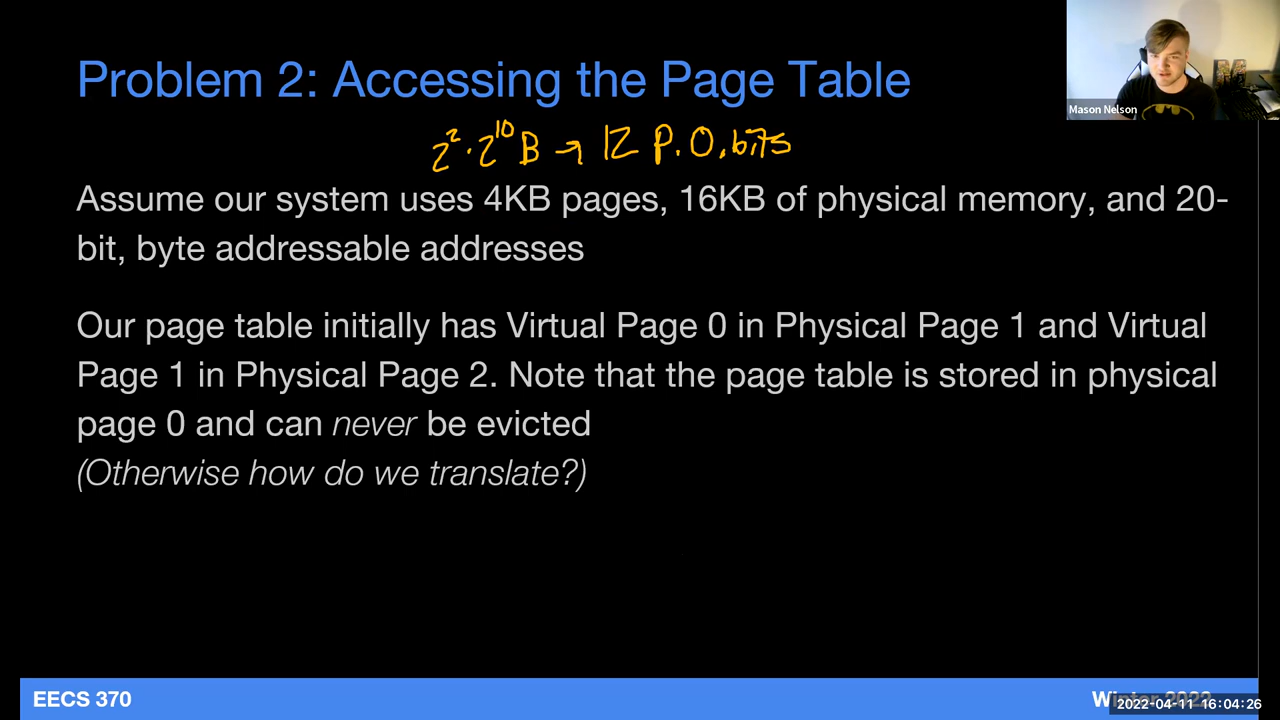 Problem 2: Accessing the Page Table
2² · 2¹⁰ B → 12 P.O. bits
Mason Nelson
Assume our system uses 4KB pages, 16KB of physical memory, and 20-
bit, byte addressable addresses
Our page table initially has Virtual Page 0 in Physical Page 1 and Virtual
Page 1 in Physical Page 2. Note that the page table is stored in physical
page 0 and can never be evicted
(Otherwise how do we translate?)
EECS 370
Winter 2022
2022-04-11 16:04:26